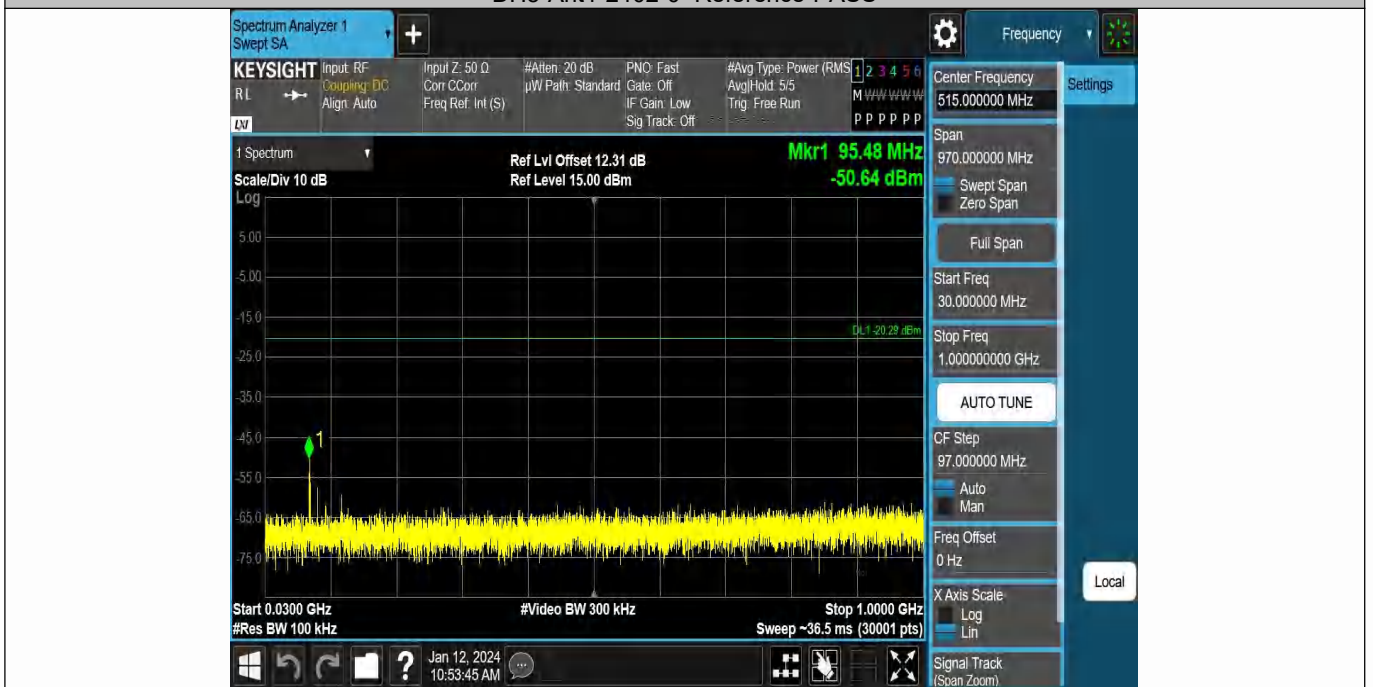 Spectrum Analyzer 1
Swept SA
+
Frequency
KEYSIGHT
RL
LXI
Input: RF
Coupling: DC
Align: Auto
Input Z: 50 Ω
Corr CCorr
Freq Ref: Int (S)
#Atten: 20 dB
µW Path: Standard
PNO: Fast
Gate: Off
IF Gain: Low
Sig Track: Off
#Avg Type: Power (RMS
Avg|Hold: 5/5
Trig: Free Run
1 2 3 4 5 6
M W W W W W
P P P P P P
1 Spectrum
Scale/Div 10 dB
Log
Ref Lvl Offset 12.31 dB
Ref Level 15.00 dBm
Mkr1 95.48 MHz
-50.64 dBm
5.00
-5.00
-15.0
DL1 -20.29 dBm
-25.0
-35.0
-45.0
1
-55.0
-65.0
-75.0
Start 0.0300 GHz
#Res BW 100 kHz
#Video BW 300 kHz
Stop 1.0000 GHz
Sweep ~36.5 ms (30001 pts)
?
Jan 12, 2024
10:53:45 AM
Center Frequency
515.000000 MHz
Settings
Span
970.000000 MHz
Swept Span
Zero Span
Full Span
Start Freq
30.000000 MHz
Stop Freq
1.000000000 GHz
AUTO TUNE
CF Step
97.000000 MHz
Auto
Man
Freq Offset
0 Hz
X Axis Scale
Log
Lin
Local
Signal Track
(Span Zoom)